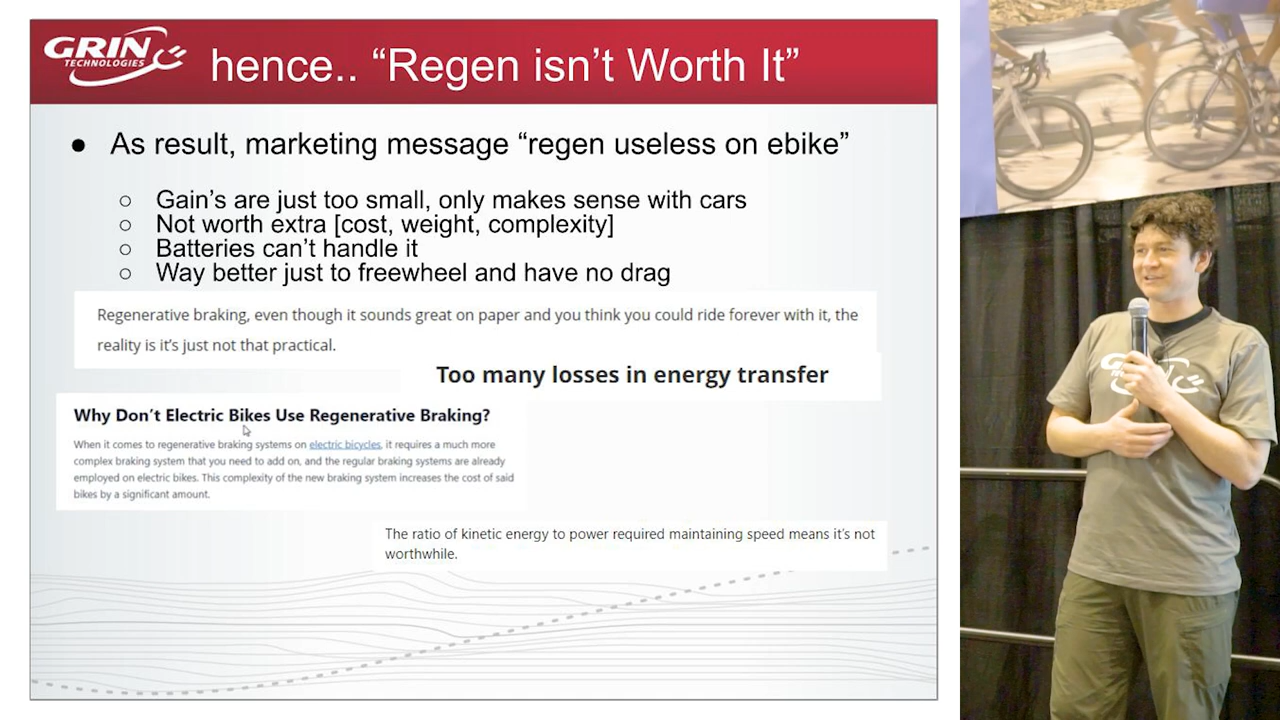 GRIN
TECHNOLOGIES
hence.. “Regen isn’t Worth It”
● As result, marketing message “regen useless on ebike”
○ Gain’s are just too small, only makes sense with cars
○ Not worth extra [cost, weight, complexity]
○ Batteries can’t handle it
○ Way better just to freewheel and have no drag
Regenerative braking, even though it sounds great on paper and you think you could ride forever with it, the
reality is it’s just not that practical.
Too many losses in energy transfer
Why Don’t Electric Bikes Use Regenerative Braking?
When it comes to regenerative braking systems on electric bicycles, it requires a much more
complex braking system that you need to add on, and the regular braking systems are already
employed on electric bikes. This complexity of the new braking system increases the cost of said
bikes by a significant amount.
The ratio of kinetic energy to power required maintaining speed means it’s not
worthwhile.
GRIN